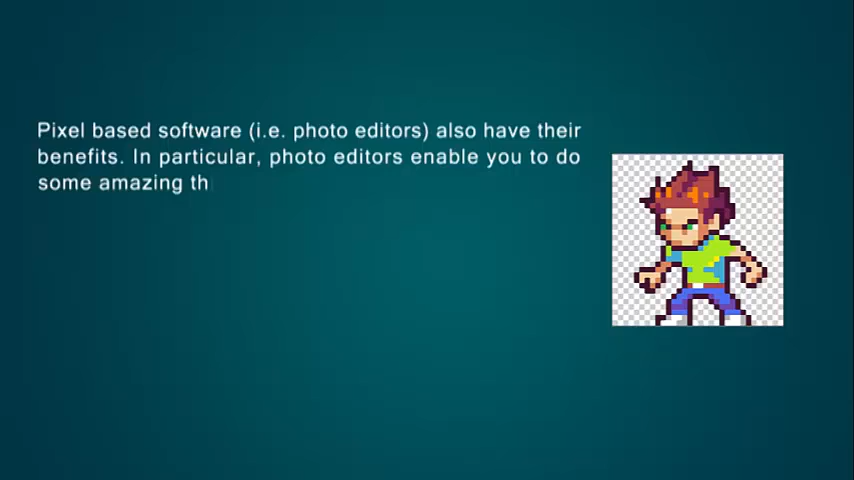 Pixel based software (i.e. photo editors) also have their
benefits. In particular, photo editors enable you to do
some amazing th